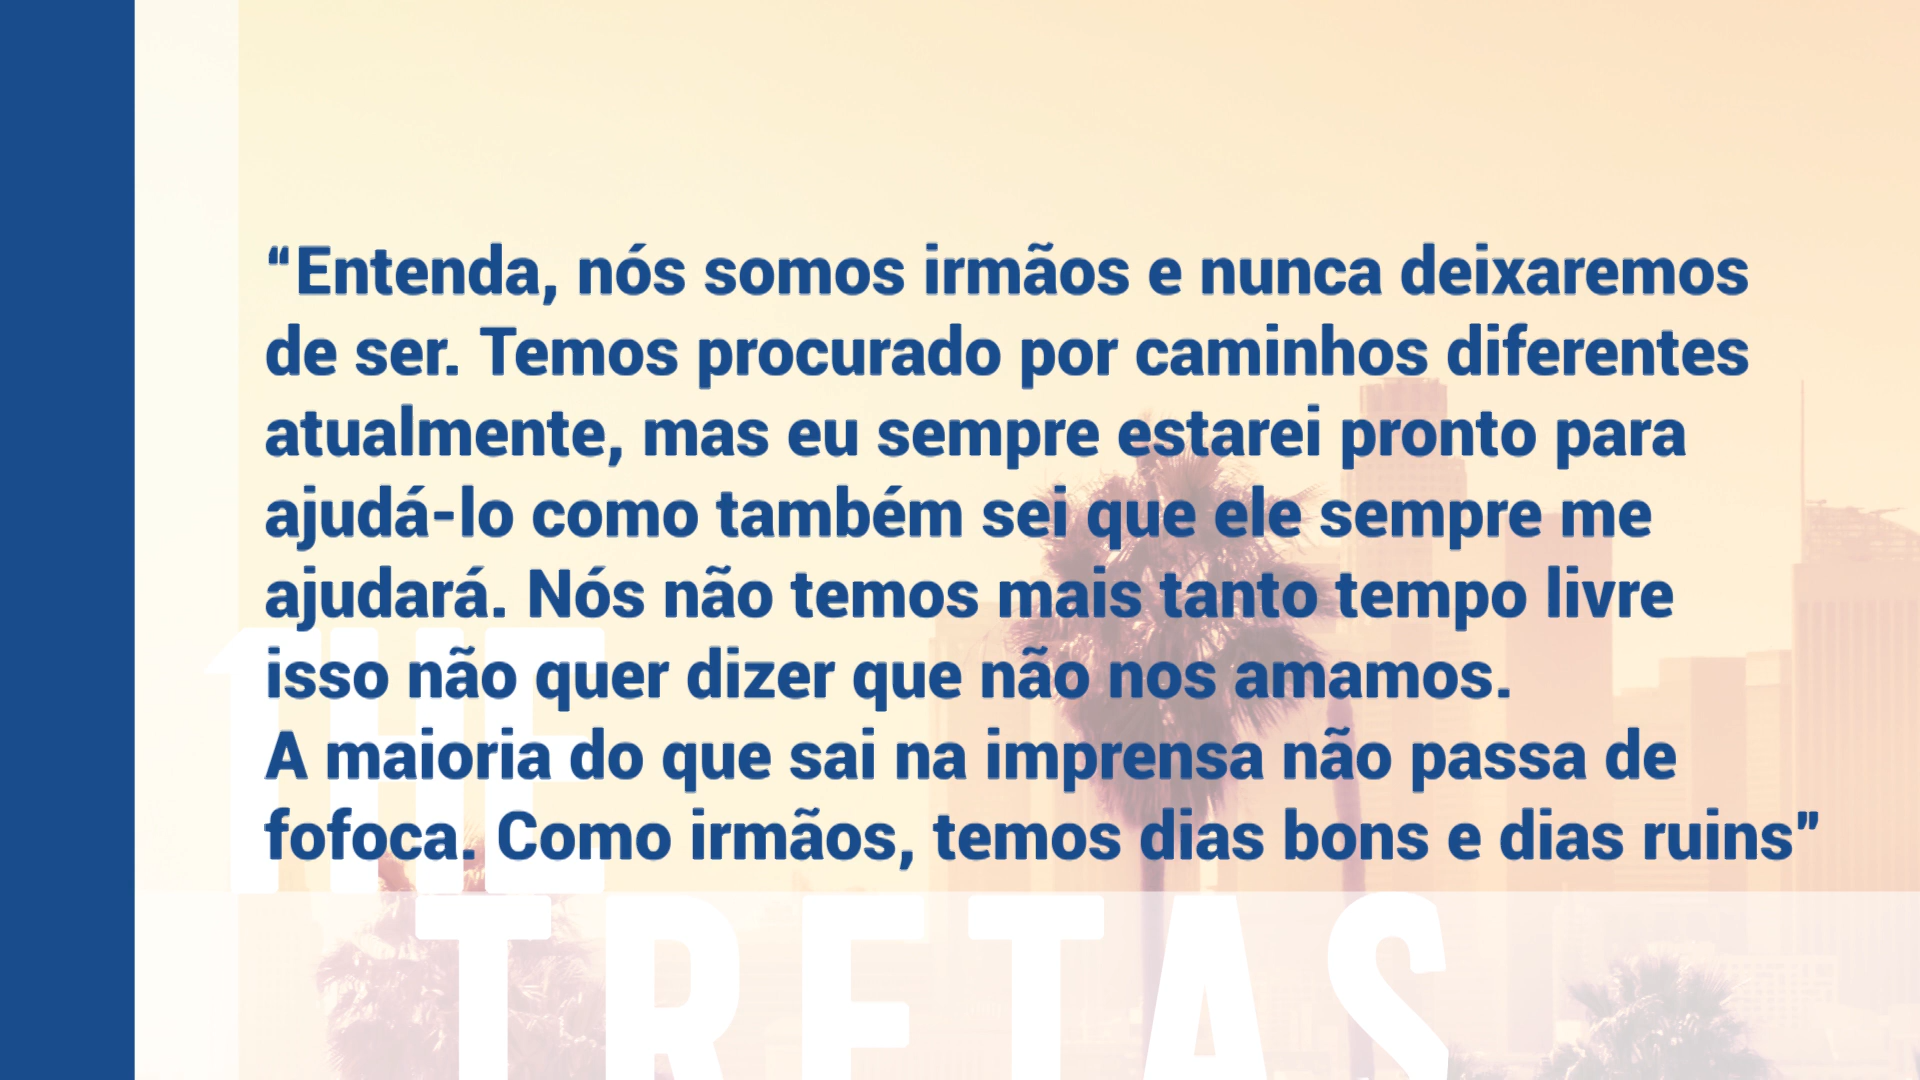 “Entenda, nós somos irmãos e nunca deixaremos
de ser. Temos procurado por caminhos diferentes
atualmente, mas eu sempre estarei pronto para
ajudá-lo como também sei que ele sempre me
ajudará. Nós não temos mais tanto tempo livre
isso não quer dizer que não nos amamos.
A maioria do que sai na imprensa não passa de
fofoca. Como irmãos, temos dias bons e dias ruins”
THE
TRETAS